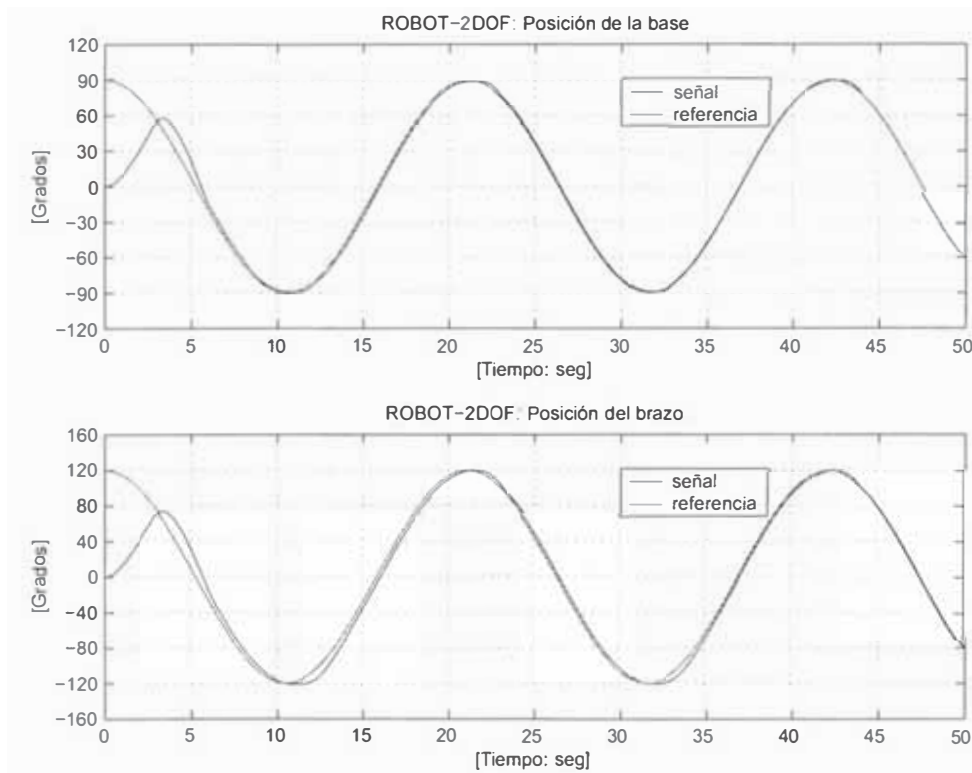 ROBOT−2DOF: Posición de la base
120
90
60
30
0
−30
−60
−90
−120
[Grados]
señal
referencia
0 5 10 15 20 25 30 35 40 45 50
[Tiempo: seg]
ROBOT−2DOF: Posición del brazo
160
120
80
40
0
−40
−80
−120
−160
[Grados]
señal
referencia
0 5 10 15 20 25 30 35 40 45 50
[Tiempo: seg]